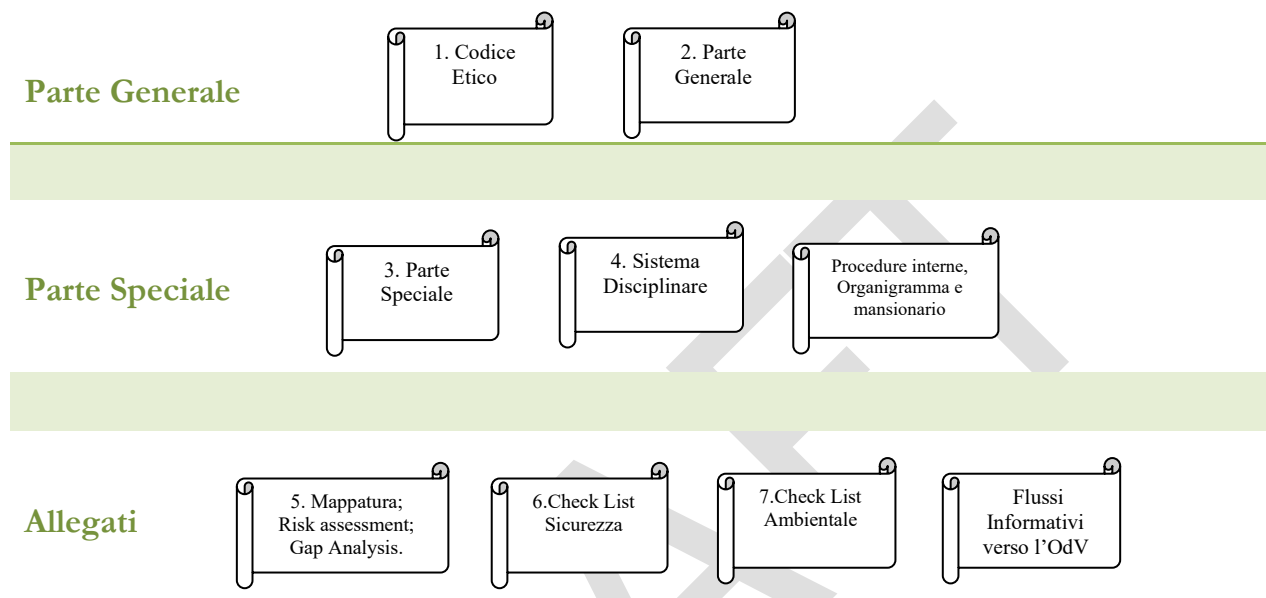 Parte Generale
1. Codice
Etico
2. Parte
Generale
Parte Speciale
3. Parte
Speciale
4. Sistema
Disciplinare
Procedure interne,
Organigramma e
mansionario
Allegati
5. Mappatura;
Risk assessment;
Gap Analysis.
6.Check List
Sicurezza
7.Check List
Ambientale
Flussi
Informativi
verso l’OdV